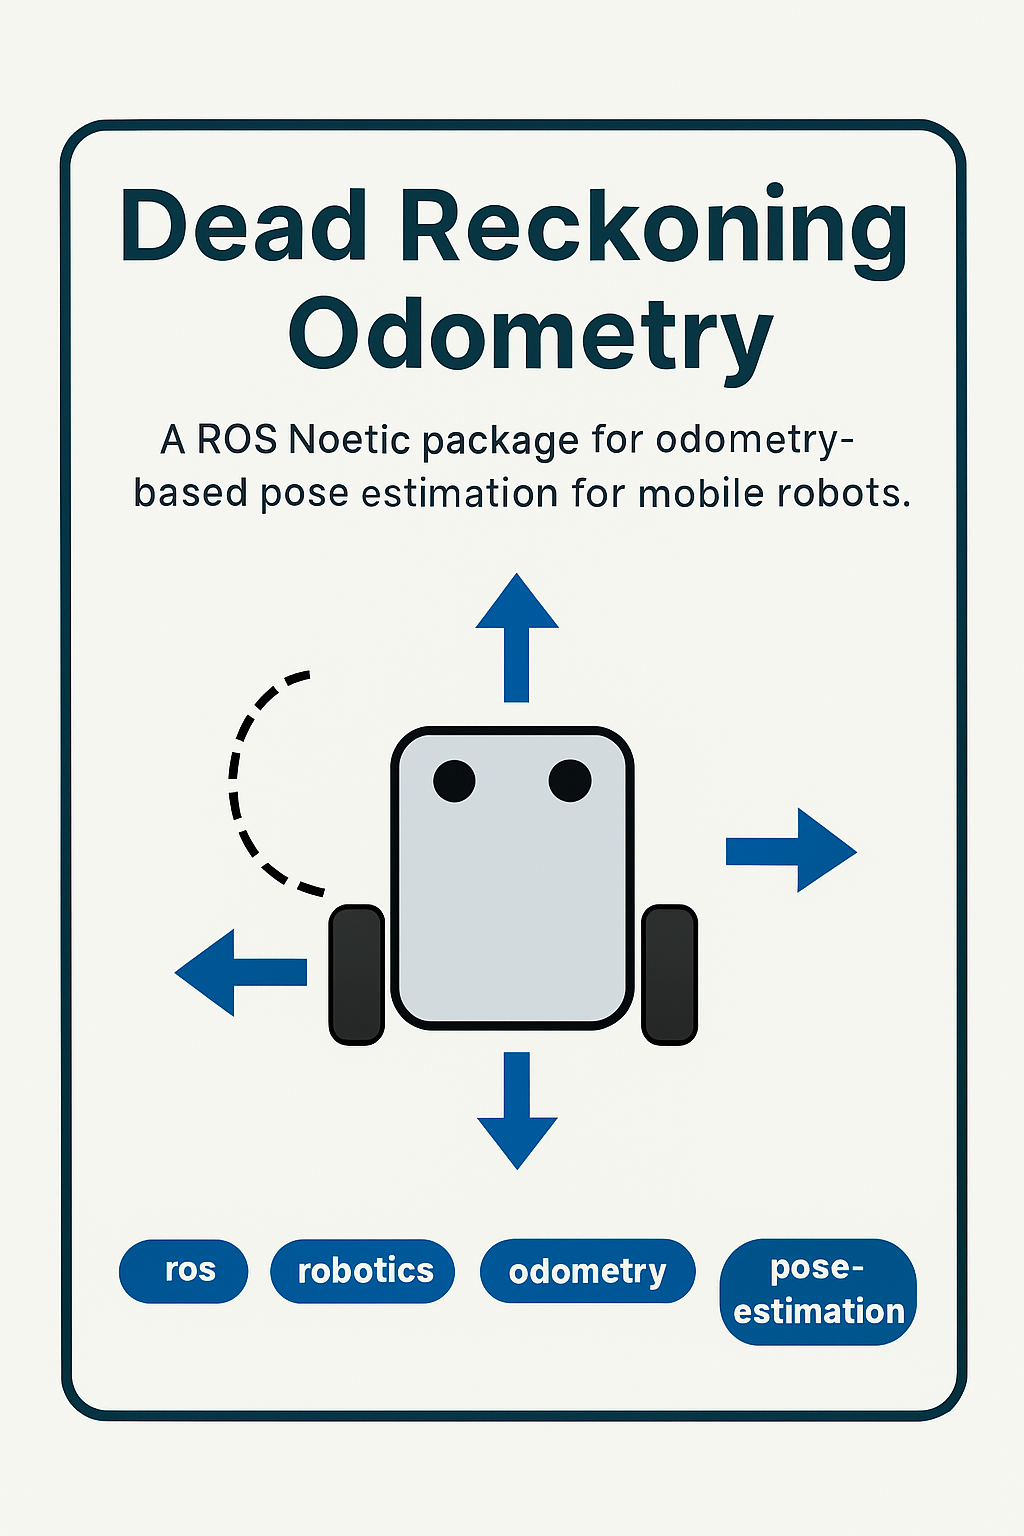 Dead Reckoning
Odometry
A ROS Noetic package for odometry-
based pose estimation for mobile robots.
ros
robotics
odometry
pose-
estimation